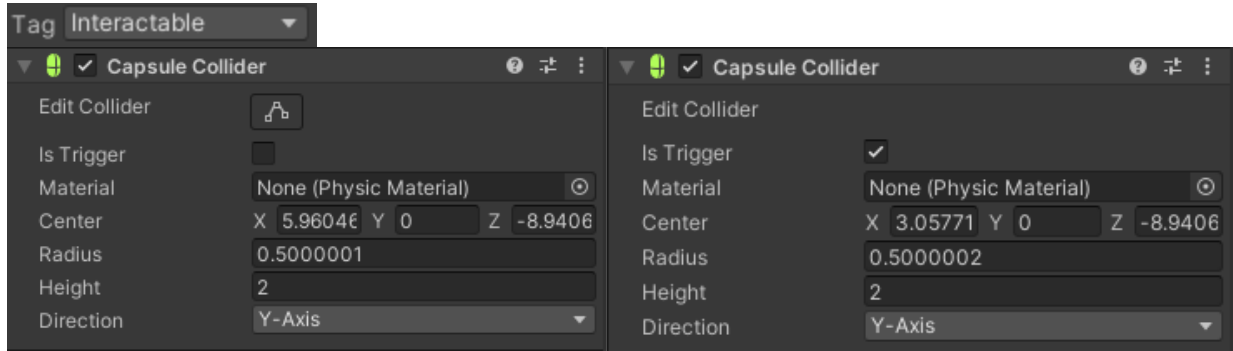 Tag Interactable
Capsule Collider
Edit Collider
Is Trigger
Material None (Physic Material)
Center X 5.96046 Y 0 Z -8.9406
Radius 0.5000001
Height 2
Direction Y-Axis
Capsule Collider
Edit Collider
Is Trigger
Material None (Physic Material)
Center X 3.05771 Y 0 Z -8.9406
Radius 0.5000002
Height 2
Direction Y-Axis